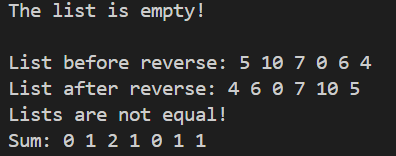 The list is empty!
List before reverse: 5 10 7 0 6 4
List after reverse: 4 6 0 7 10 5
Lists are not equal!
Sum: 0 1 2 1 0 1 1